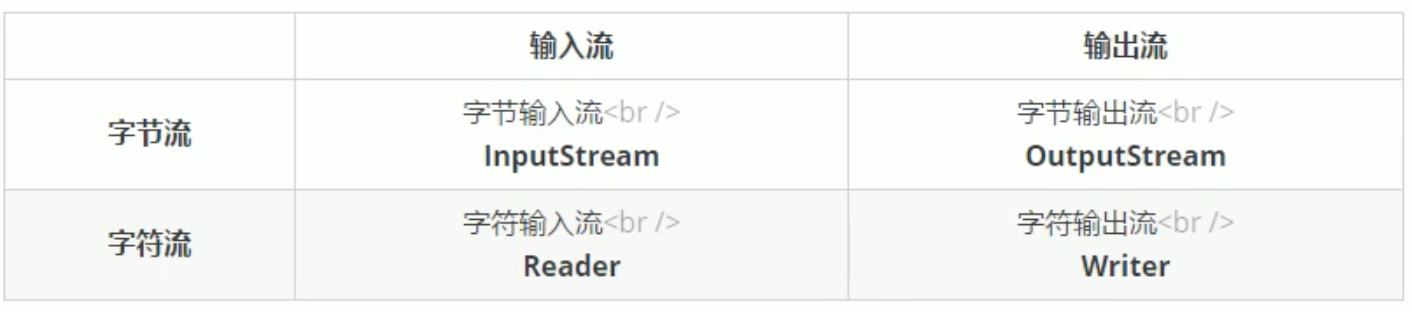 输入流 输出流
字节流
字节输入流<br /> 字节输出流<br />
InputStream OutputStream
字符流
字符输入流<br /> 字符输出流<br />
Reader Writer